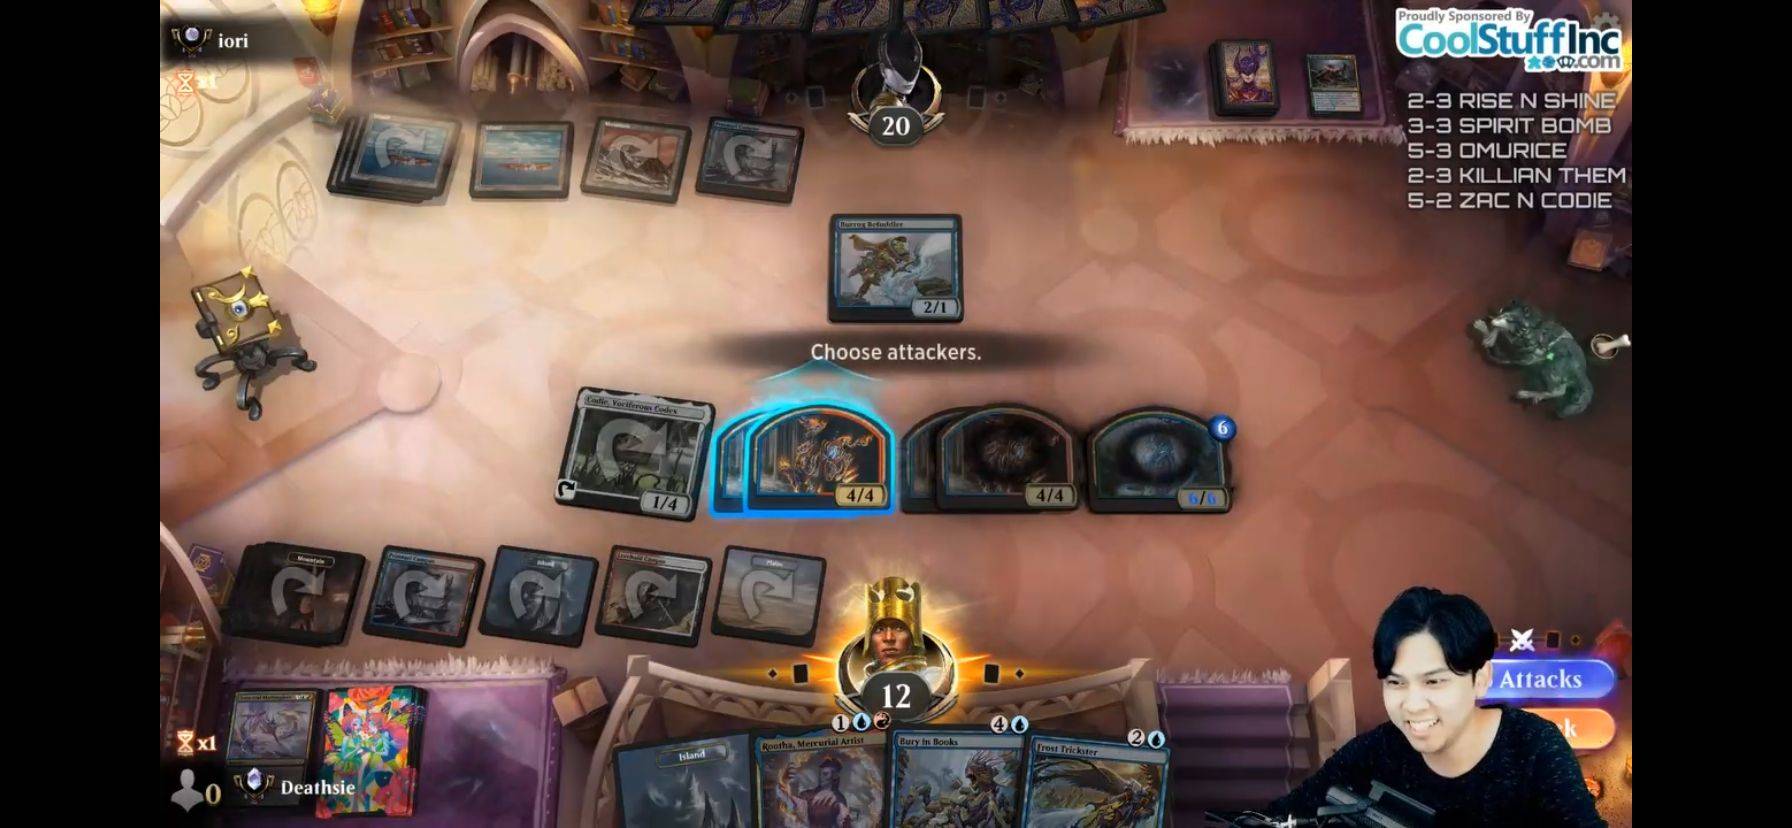 iori
x1
Proudly Sponsored By
CoolStuffInc
.com
2-3 RISE N SHINE
3-3 SPIRIT BOMB
5-3 OMURICE
2-3 KILLIAN THEM
5-2 ZAC N CODIE
20
Burrog Befuddler
2/1
Choose attackers.
Codie, Vociferous Codex
1/4
4/4
4/4
6
6/6
Mountain
Island
Plains
12
Attacks
x1
0
Deathsie
Island
1
Rootha, Mercurial Artist
4
Bury in Books
2
Frost Trickster